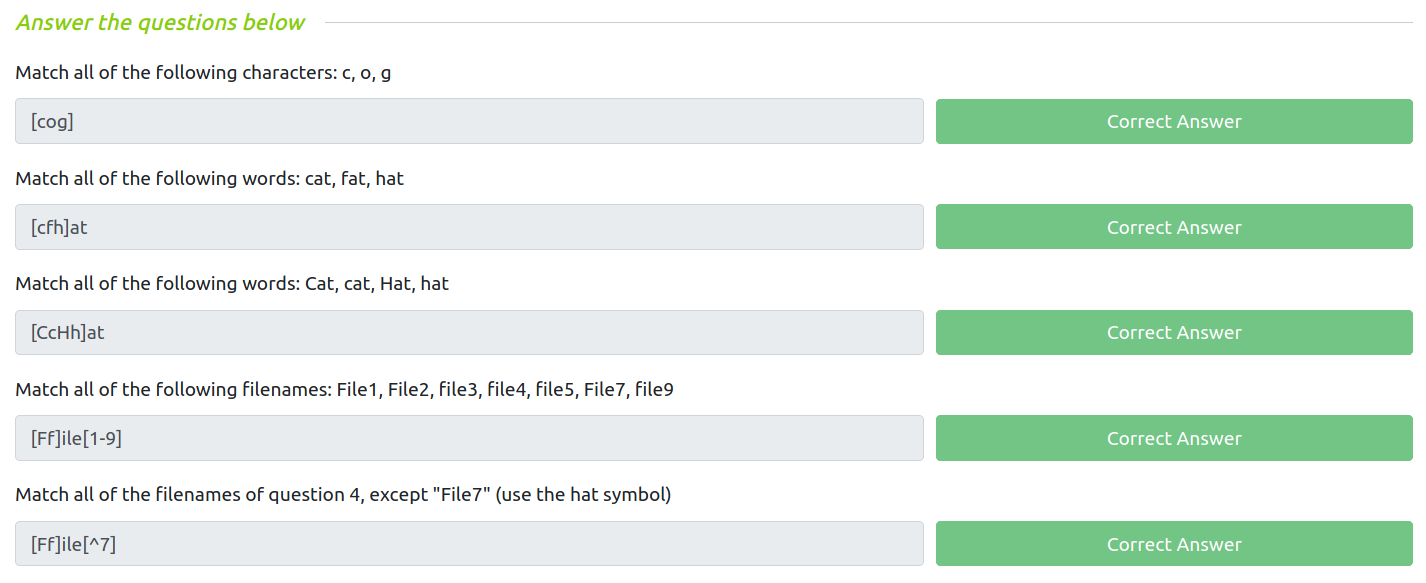 Answer the questions below
Match all of the following characters: c, o, g
[cog]
Correct Answer
Match all of the following words: cat, fat, hat
[cfh]at
Correct Answer
Match all of the following words: Cat, cat, Hat, hat
[CcHh]at
Correct Answer
Match all of the following filenames: File1, File2, file3, file4, file5, File7, file9
[Ff]ile[1-9]
Correct Answer
Match all of the filenames of question 4, except "File7" (use the hat symbol)
[Ff]ile[^7]
Correct Answer